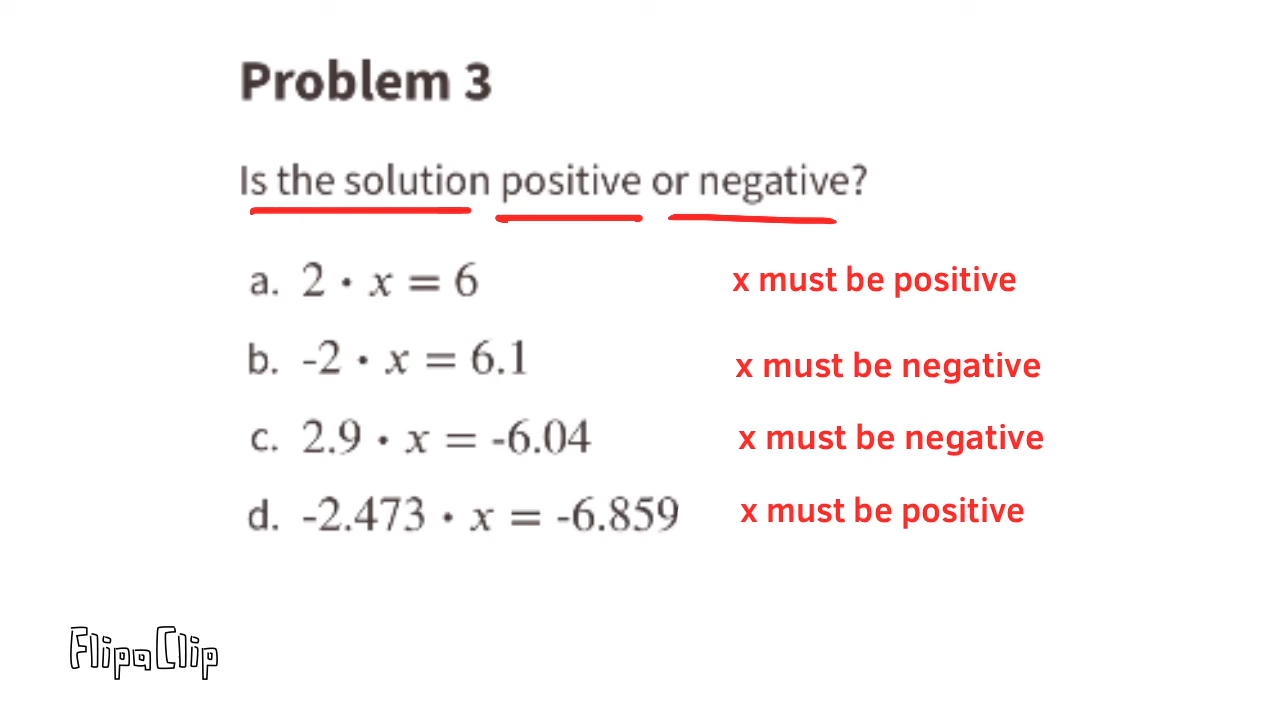 Problem 3
Is the solution positive or negative?
a. 2 · x = 6 x must be positive
b. -2 · x = 6.1 x must be negative
c. 2.9 · x = -6.04 x must be negative
d. -2.473 · x = -6.859 x must be positive
FlipaClip